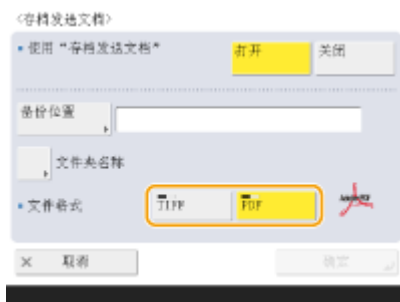 <存档发送文档>
使用“存档发送文档”
打开
关闭
备份位置
文件夹名称
文件格式
TIFF
PDF
× 取消
确定